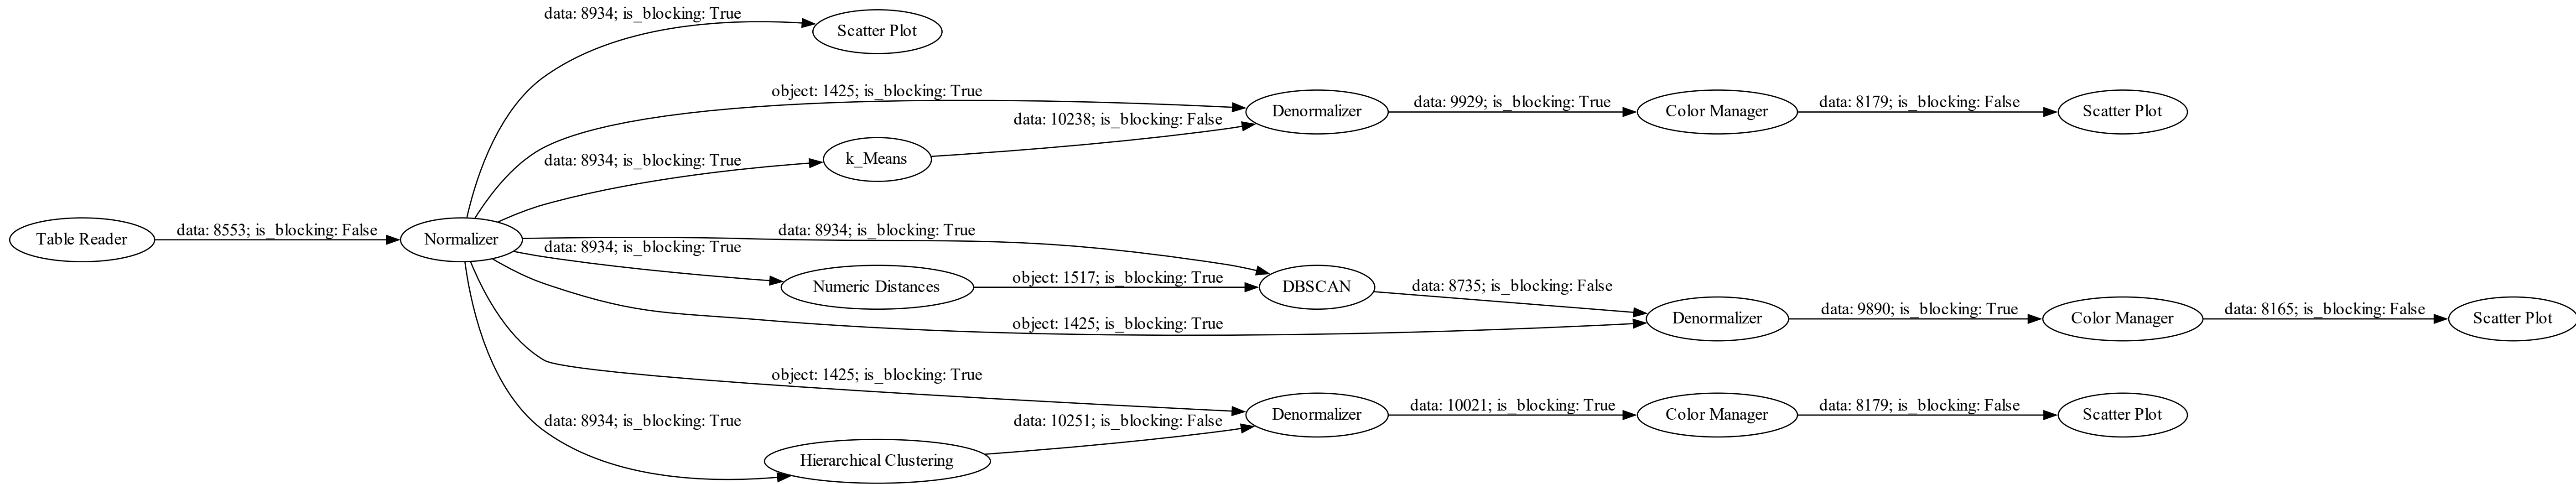 data: 8934; is_blocking: True
Scatter Plot
object: 1425; is_blocking: True
Denormalizer
data: 9929; is_blocking: True
Color Manager
data: 8179; is_blocking: False
Scatter Plot
data: 10238; is_blocking: False
data: 8934; is_blocking: True
k_Means
Table Reader
data: 8553; is_blocking: False
Normalizer
data: 8934; is_blocking: True
data: 8934; is_blocking: True
Numeric Distances
object: 1517; is_blocking: True
DBSCAN
data: 8735; is_blocking: False
object: 1425; is_blocking: True
Denormalizer
data: 9890; is_blocking: True
Color Manager
data: 8165; is_blocking: False
Scatter Plot
object: 1425; is_blocking: True
Denormalizer
data: 10021; is_blocking: True
Color Manager
data: 8179; is_blocking: False
Scatter Plot
data: 8934; is_blocking: True
data: 10251; is_blocking: False
Hierarchical Clustering